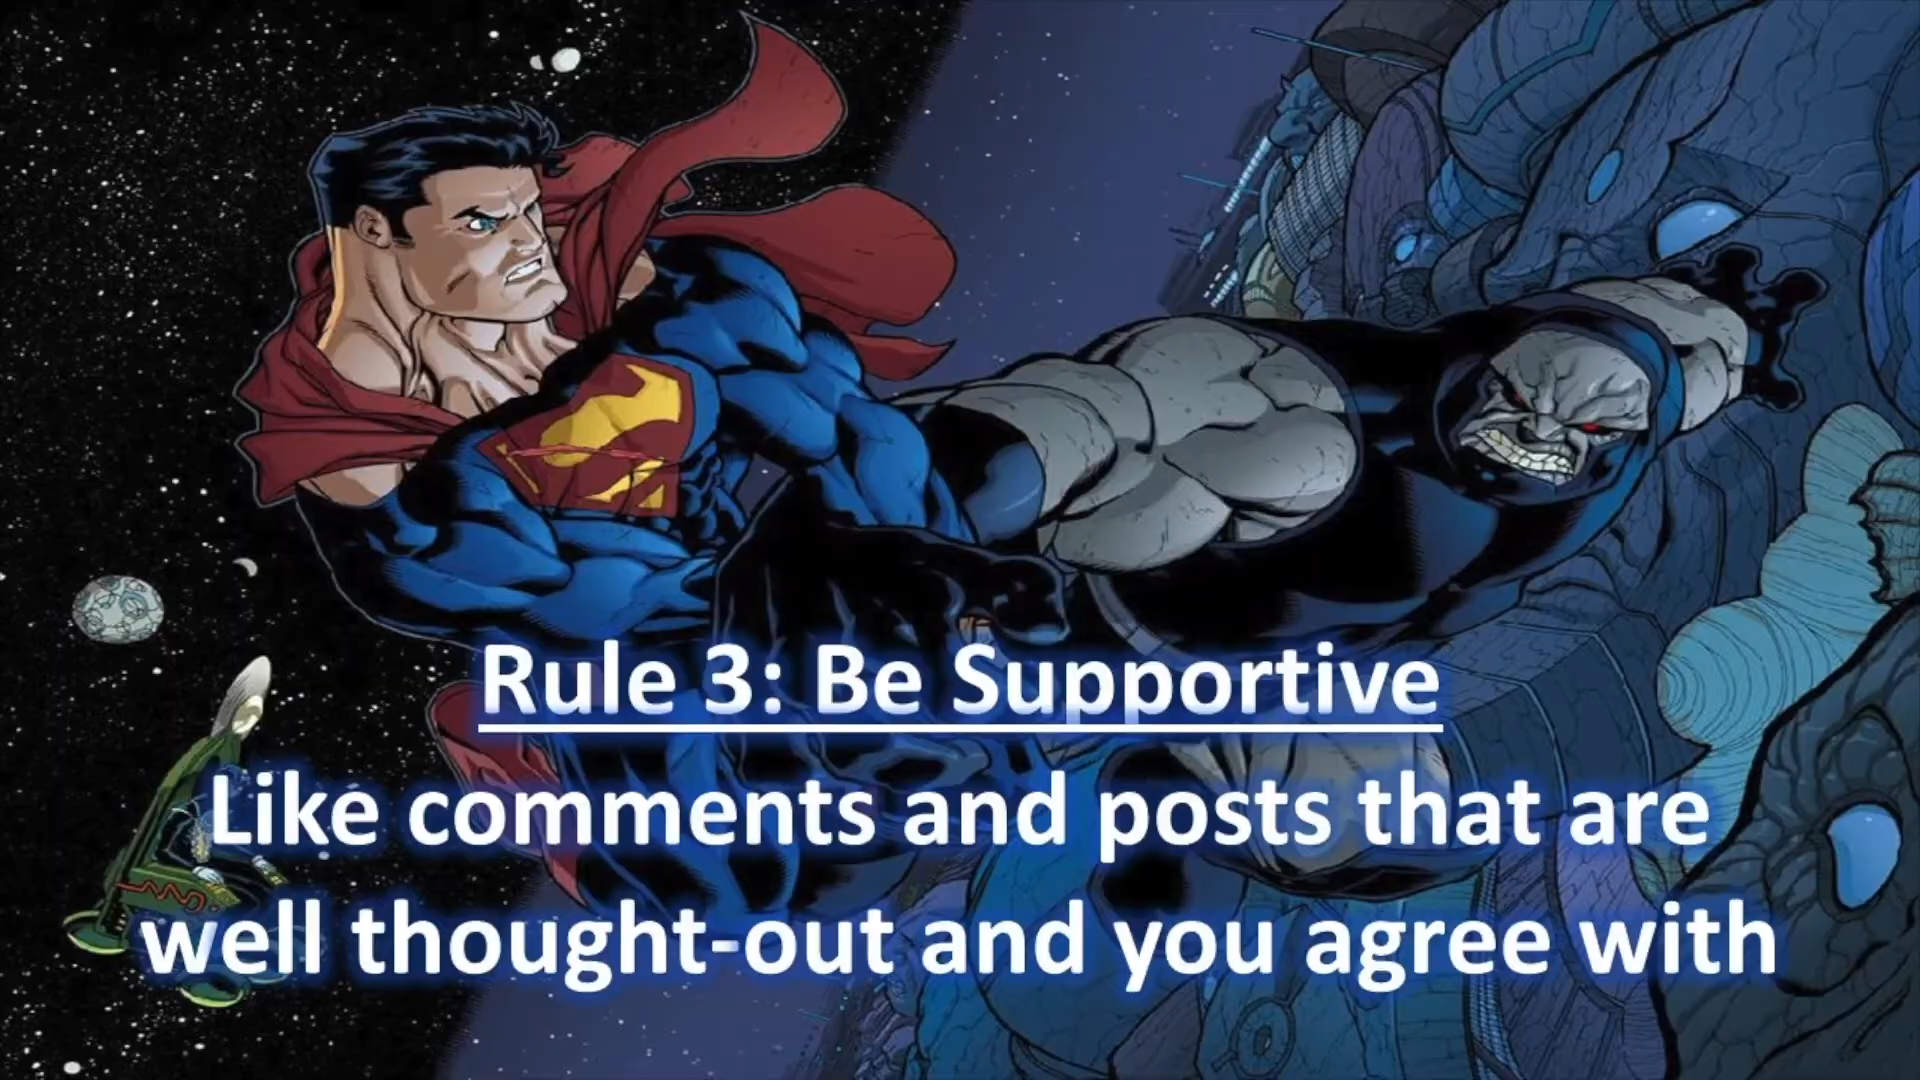 Rule 3: Be Supportive
Like comments and posts that are
well thought-out and you agree with